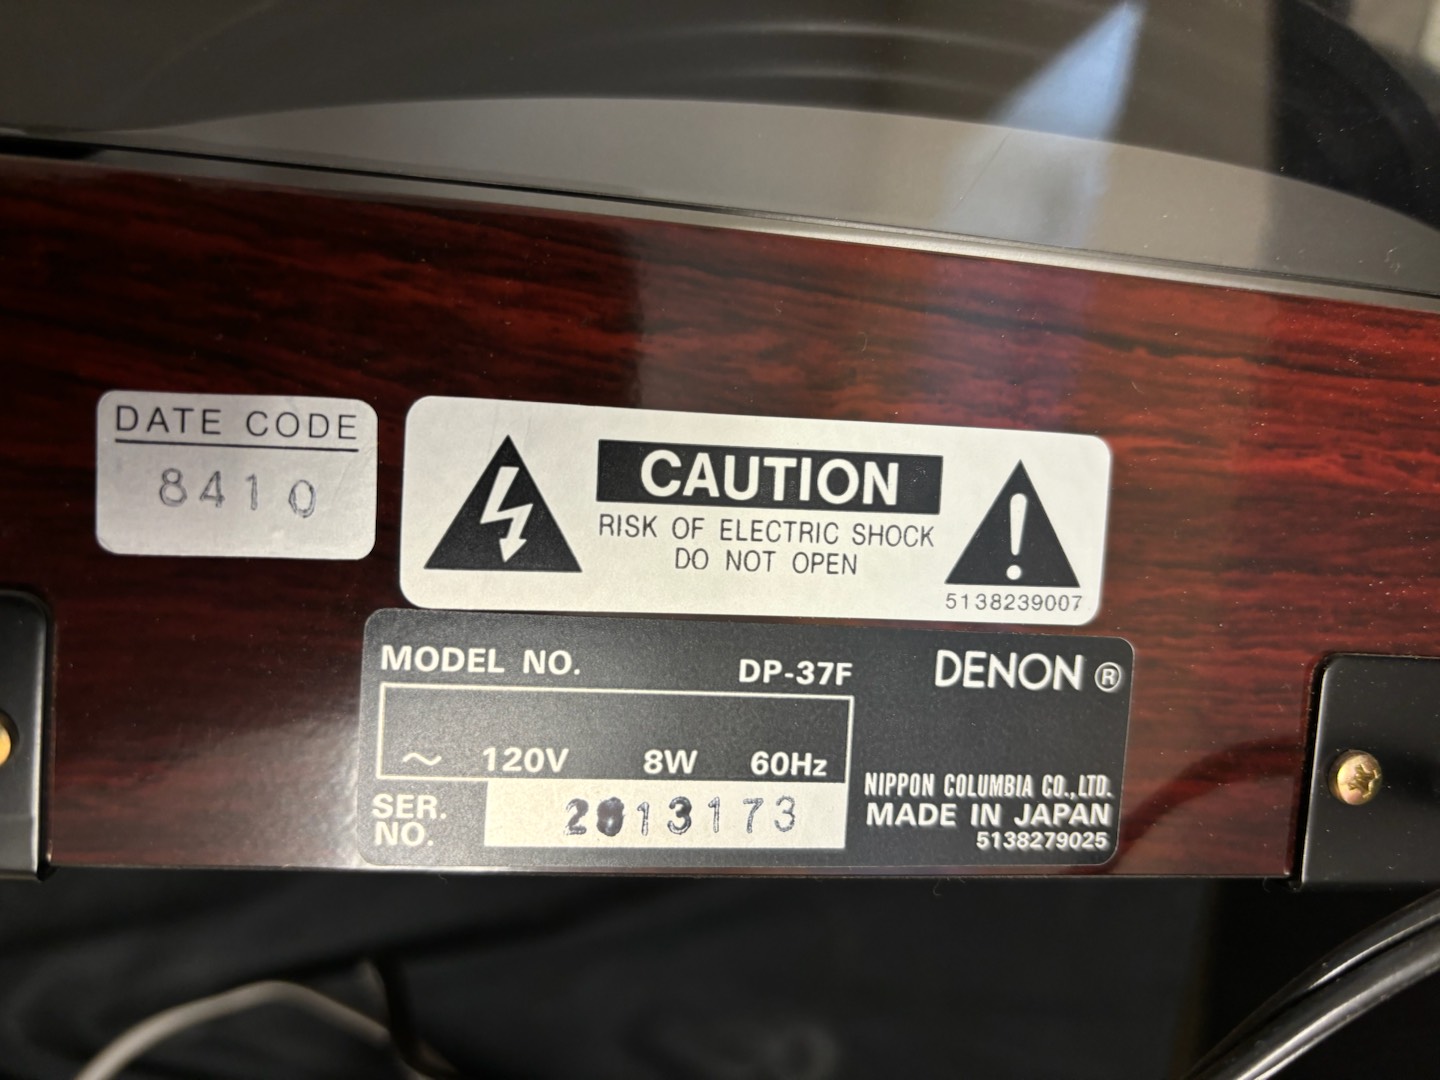 DATE CODE
8410
CAUTION
RISK OF ELECTRIC SHOCK
DO NOT OPEN
5138239007
MODEL NO. DP-37F
DENON ®
~ 120V 8W 60Hz
SER. NO.
NIPPON COLUMBIA CO.,LTD.
MADE IN JAPAN
5138279025